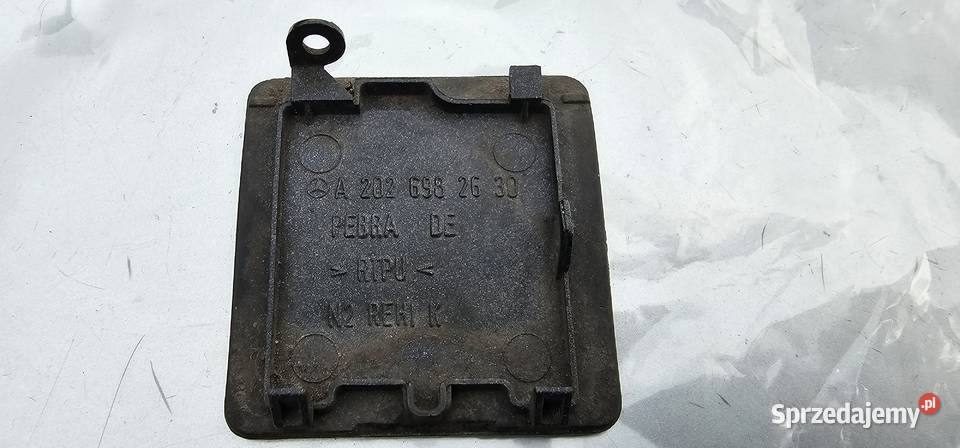 A 202 698 26 30
PEBRA DE
> RTPU <
N2 REHI K
Sprzedajemy.pl